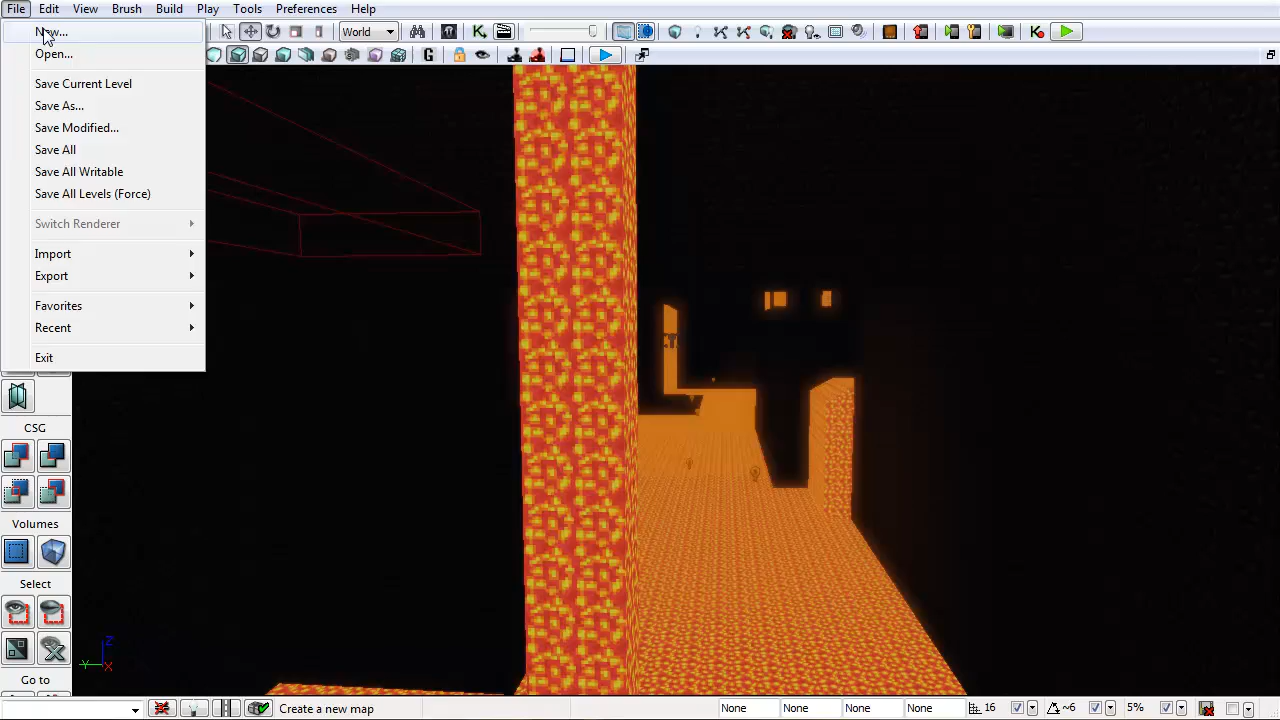 File Edit View Brush Build Play Tools Preferences Help
New...
World
Open...
G
Save Current Level
Save As...
Save Modified...
Save All
Save All Writable
Save All Levels (Force)
Switch Renderer
Import
Export
Favorites
Recent
Exit
CSG
Volumes
Select
Z
Y X
Go to
Create a new map
None None None None 16 ~6 5%